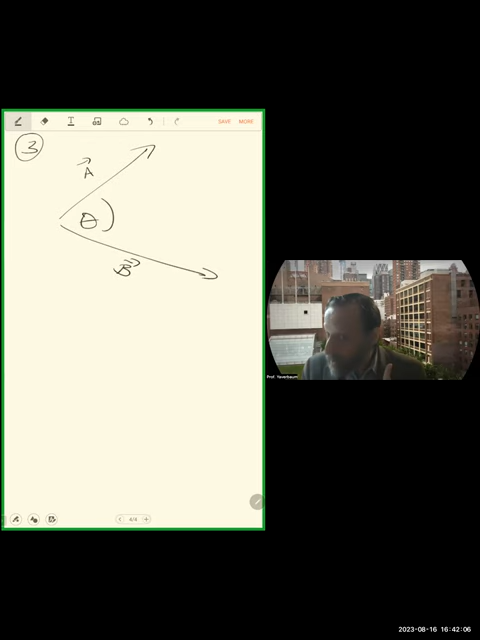 SAVE MORE
3
A
θ
B
Prof. Yaverbaum
4/4
2023-08-16 16:42:06